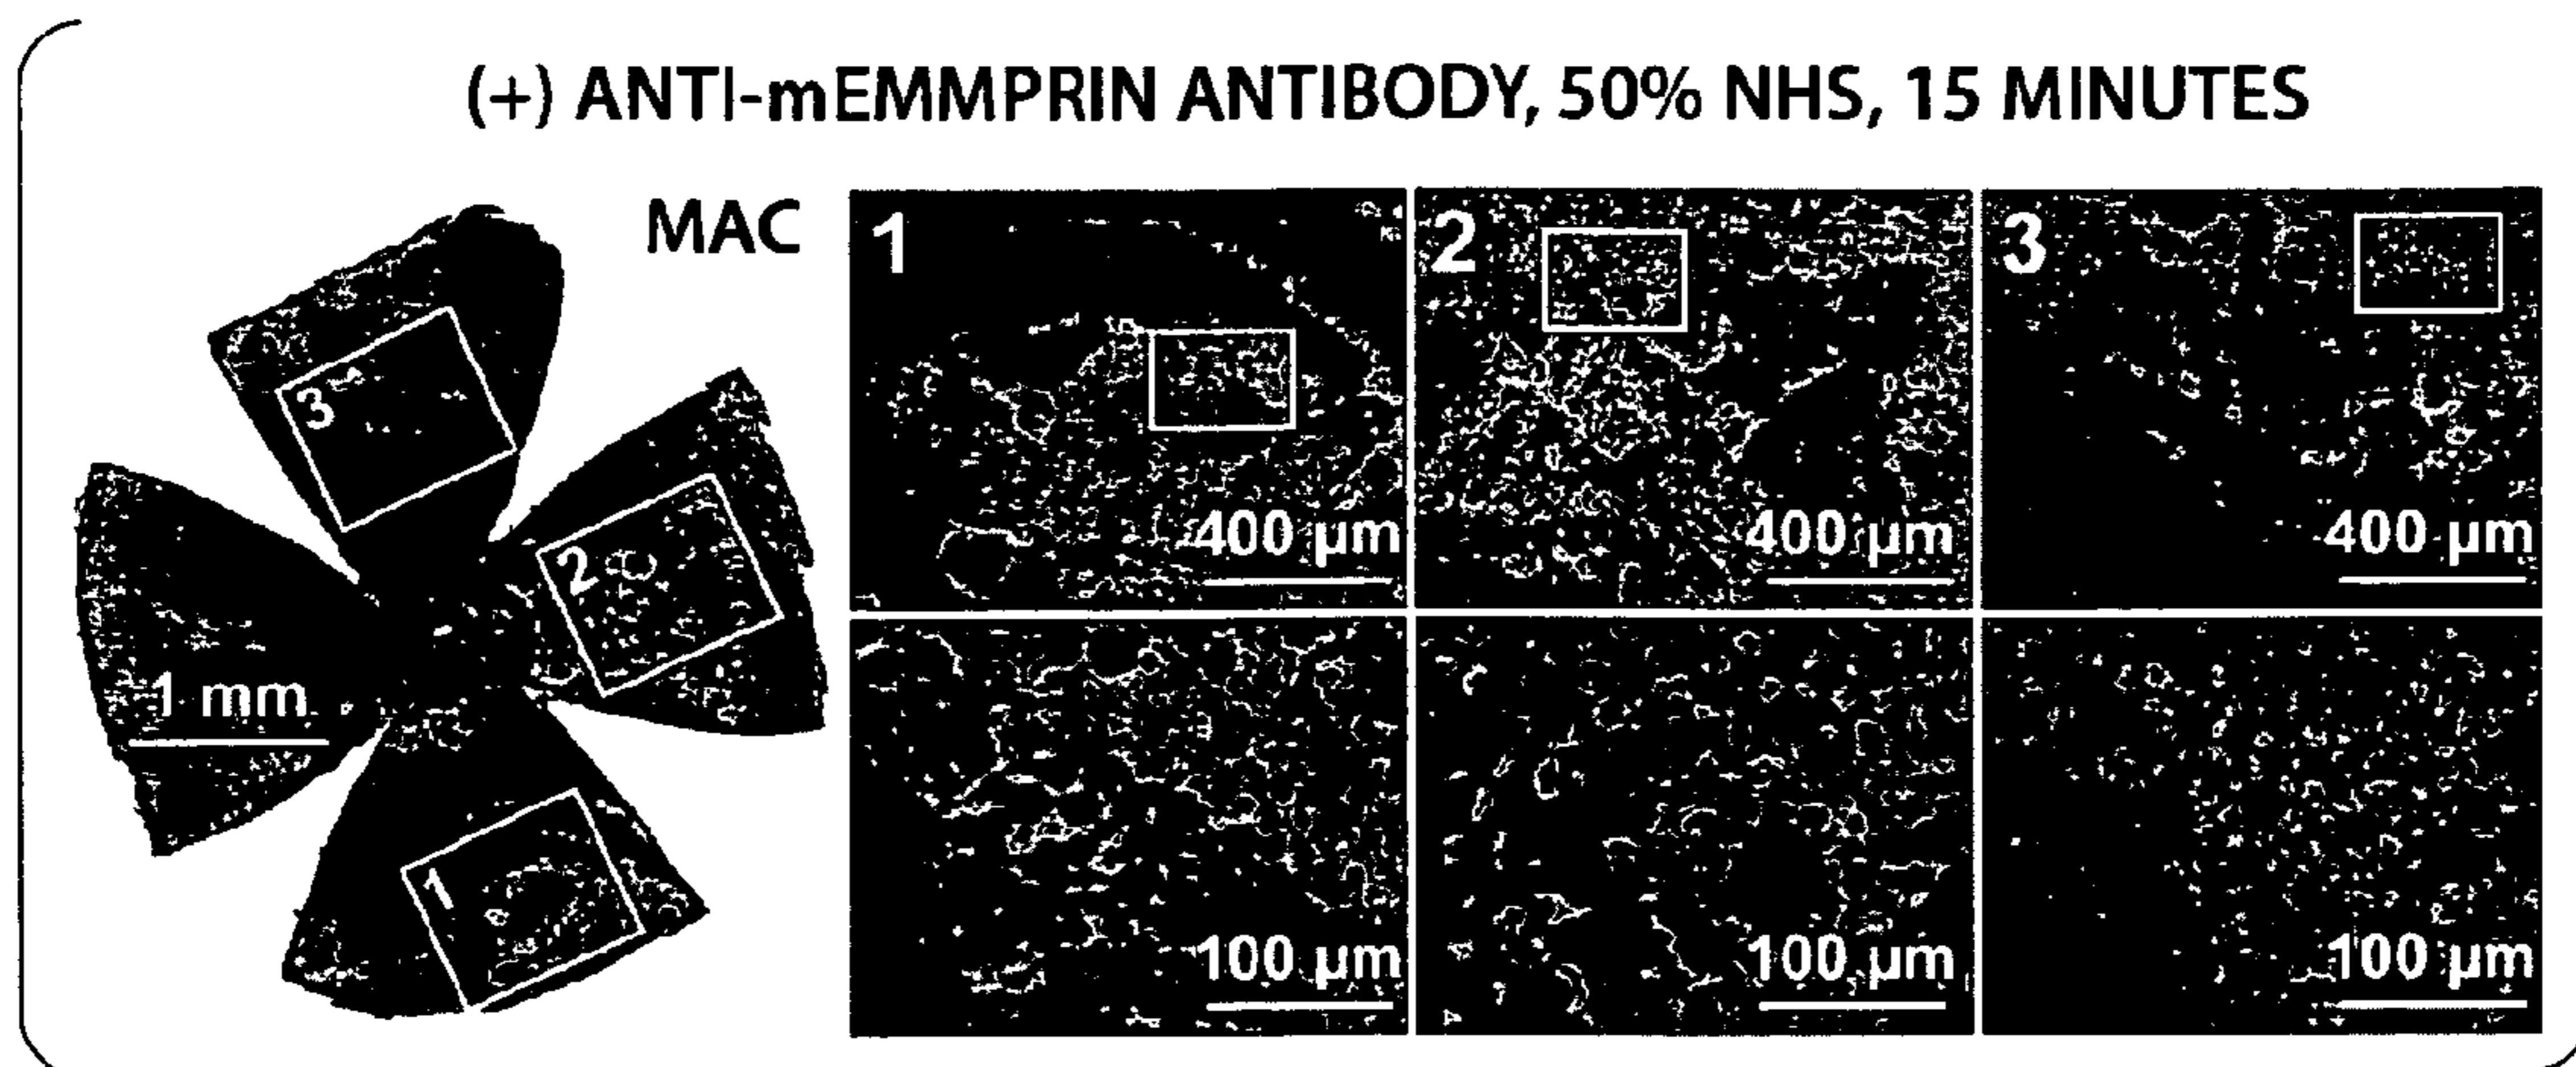 (+) ANTI-mEMMPRIN ANTIBODY, 50% NHS, 15 MINUTES
MAC
3
2
1
1 mm
1
400 µm
2
400 µm
3
400 µm
100 µm
100 µm
100 µm